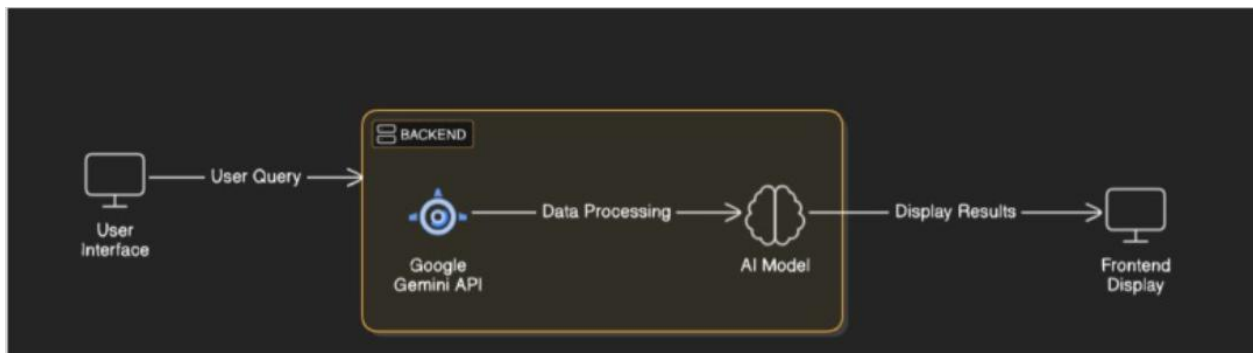 BACKEND
User Query
Data Processing
Display Results
User
Interface
Google
Gemini API
AI Model
Frontend
Display